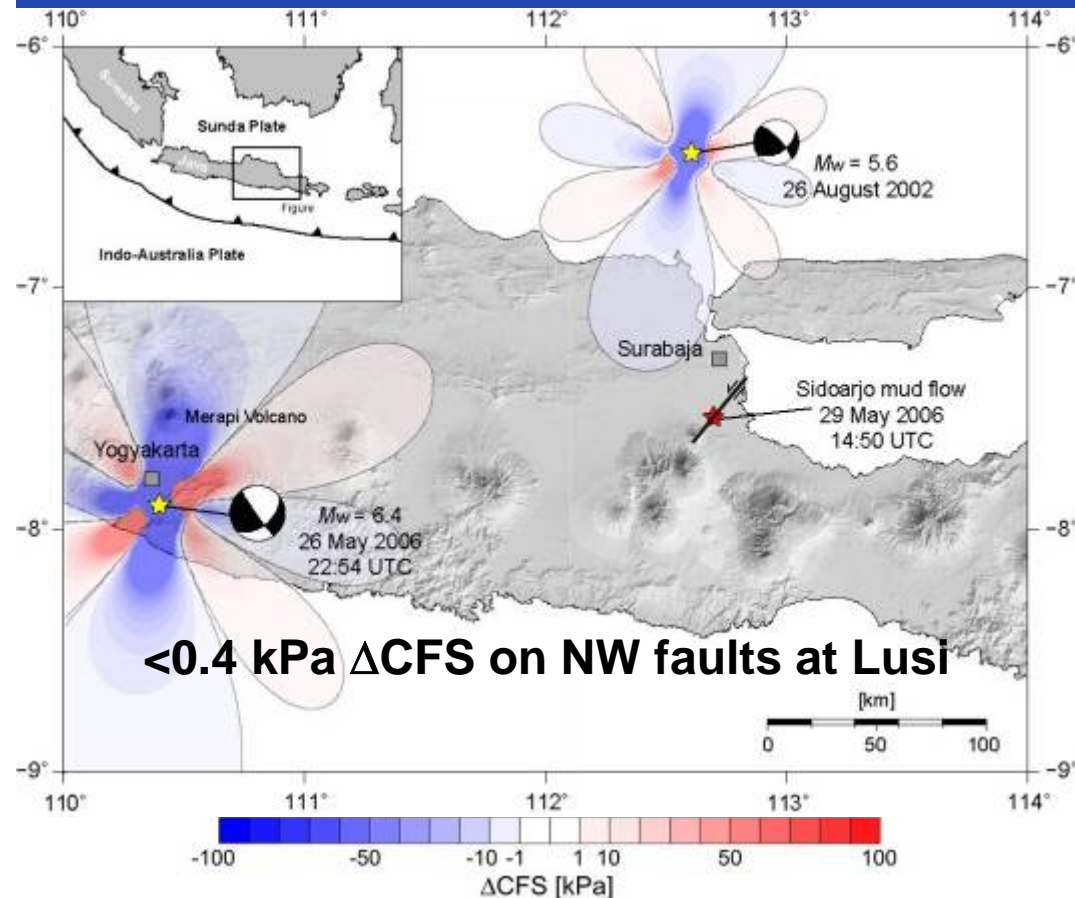 110° 111° 112° 113° 114°
−6° −6°
Sumatra
Sunda Plate
Java
Figure
Indo-Australia Plate
Mw = 5.6
26 August 2002
−7° −7°
Surabaja
Sidoarjo mud flow
29 May 2006
14:50 UTC
Merapi Volcano
Yogyakarta
−8°
Mw = 6.4
26 May 2006
22:54 UTC
−8°
<0.4 kPa ΔCFS on NW faults at Lusi
[km]
0 50 100
−9° −9°
110° 111° 112° 113° 114°
-100 -50 -10 -1 1 10 50 100
ΔCFS [kPa]